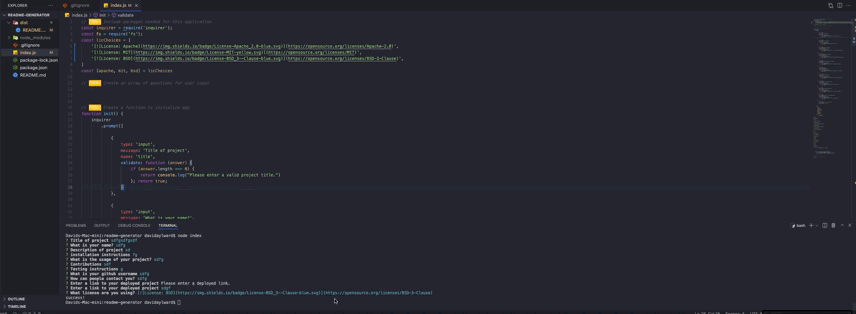 EXPLORER
README-GENERATOR
dist
README....
node_modules
.gitignore
index.js
package-lock.json
package.json
README.md
OUTLINE
TIMELINE
.gitignore
index.js M
index.js > init > validate
Include packages needed for this application
const inquirer = require('inquirer');
const fs = require('fs');
const licChoices = [
'[![License: Apache](https://img.shields.io/badge/License-Apache_2.0-blue.svg)](https://opensource.org/licenses/Apache-2.0)',
'[![License: MIT](https://img.shields.io/badge/License-MIT-yellow.svg)](https://opensource.org/licenses/MIT)',
'[![License: BSD](https://img.shields.io/badge/License-BSD_3--Clause-blue.svg)](https://opensource.org/licenses/BSD-3-Clause)',
]
const [apache, mit, bsd] = licChoices
Create an array of questions for user input
Create a function to initialize app
function init() {
inquirer
.prompt([
{
type: 'input',
message: 'Title of project',
name: 'title',
validate: function (answer) {
if (answer.length === 0) {
return console.log("Please enter a valid project title.")
}; return true;
}
},
{
type: 'input',
message: 'What is your name?',
PROBLEMS OUTPUT DEBUG CONSOLE TERMINAL
bash
Davids-Mac-mini:readme-generator davidaylward$ node index
? What is your name? sdfg
? Description of project sd
? installation instructions fg
? What is the usage of your project? sdfg
? Contributions sdf
? Testing instructions g
? What is your github username sdfg
? How can people contact you? sdfg
? Enter a link to your deployed project Please enter a deployed link.
? Enter a link to your deployed project sdgf
? What License are you using? [![License: BSD](https://img.shields.io/badge/License-BSD_3--Clause-blue.svg)](https://opensource.org/licenses/BSD-3-Clause)
success!
Davids-Mac-mini:readme-generator davidaylward$